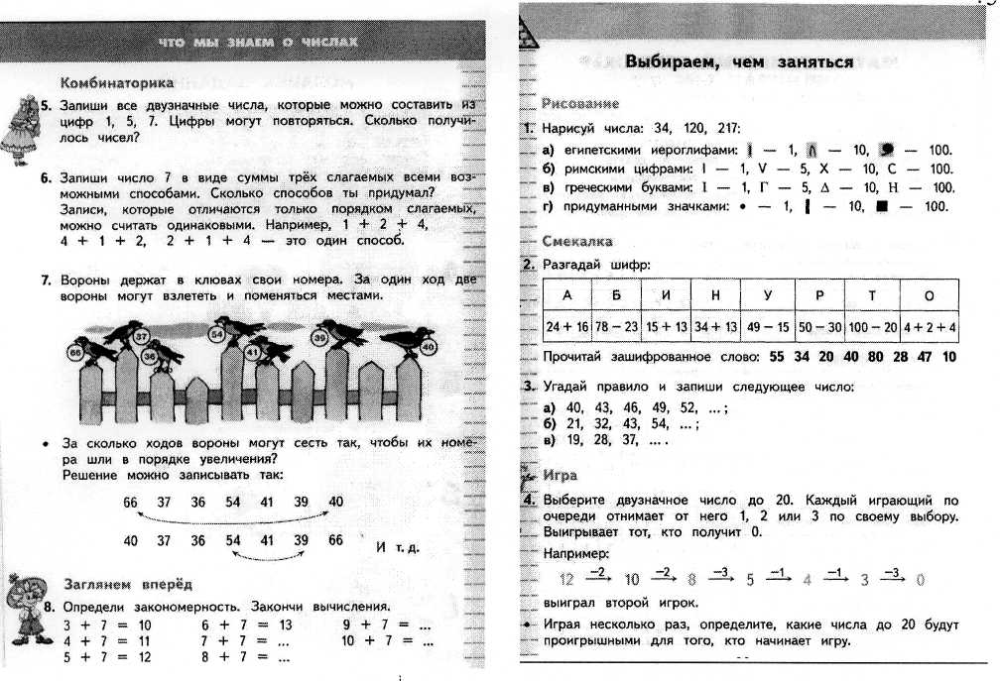 ЧТО МЫ ЗНАЕМ О ЧИСЛАХ
Комбинаторика
5. Запиши все двузначные числа, которые можно составить из
цифр 1, 5, 7. Цифры могут повторяться. Сколько получи-
лось чисел?
6. Запиши число 7 в виде суммы трёх слагаемых всеми воз-
можными способами. Сколько способов ты придумал?
Записи, которые отличаются только порядком слагаемых,
можно считать одинаковыми. Например, 1 + 2 + 4,
4 + 1 + 2, 2 + 1 + 4 — это один способ.
7. Вороны держат в клювах свои номера. За один ход две
вороны могут взлететь и поменяться местами.
66 37 36 54 41 39 40
• За сколько ходов вороны могут сесть так, чтобы их номе-
ра шли в порядке увеличения?
Решение можно записывать так:
66 37 36 54 41 39 40
40 37 36 54 41 39 66 И т. д.
Заглянем вперёд
8. Определи закономерность. Закончи вычисления.
3 + 7 = 10 6 + 7 = 13 9 + 7 = ...
4 + 7 = 11 7 + 7 = ... 10 + 7 = ...
5 + 7 = 12 8 + 7 = ...
Выбираем, чем заняться
Рисование
1. Нарисуй числа: 34, 120, 217:
а) египетскими иероглифами: — 1, — 10, — 100.
б) римскими цифрами: I — 1, V — 5, X — 10, C — 100.
в) греческими буквами: I — 1, Γ — 5, Δ — 10, H — 100.
г) придуманными значками: • — 1, ▌ — 10, ■ — 100.
Смекалка
2. Разгадай шифр:
А Б И Н У Р Т О
24 + 16 78 − 23 15 + 13 34 + 13 49 − 15 50 − 30 100 − 20 4 + 2 + 4
Прочитай зашифрованное слово: 55 34 20 40 80 28 47 10
3. Угадай правило и запиши следующее число:
а) 40, 43, 46, 49, 52, ... ;
б) 21, 32, 43, 54, ... ;
в) 19, 28, 37, ... .
Игра
4. Выберите двузначное число до 20. Каждый играющий по
очереди отнимает от него 1, 2 или 3 по своему выбору.
Выигрывает тот, кто получит 0.
Например:
12 −2 10 −2 8 −3 5 −1 4 −1 3 −3 0
выиграл второй игрок.
• Играя несколько раз, определите, какие числа до 20 будут
проигрышными для того, кто начинает игру.